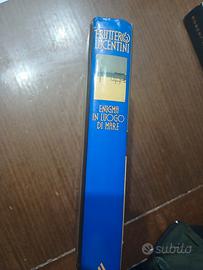 FRUTTERO
LUCENTINI
ENIGMA
IN LUOGO
DI MARE
subito